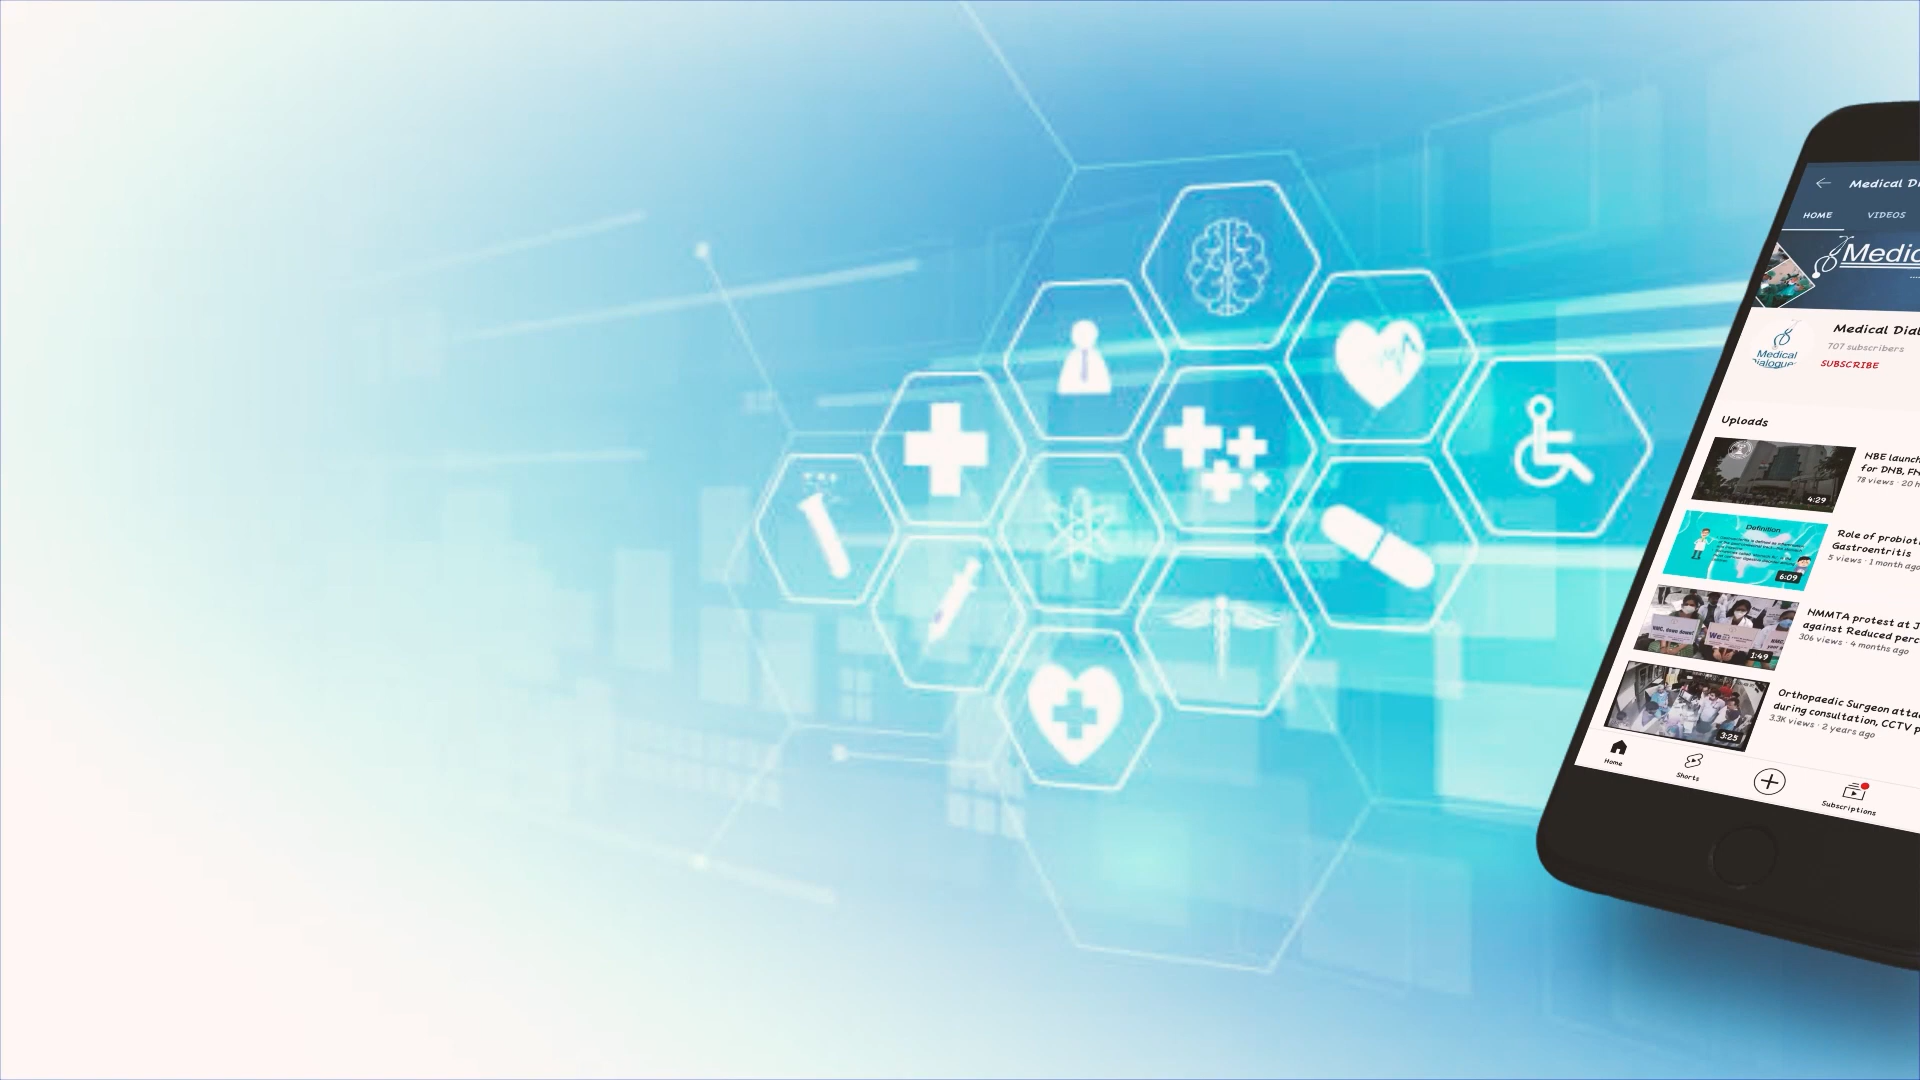 Medical Di
HOME VIDEOS
Medic
Medical Dial
707 subscribers
SUBSCRIBE
Medical
Dialogues
Uploads
NBE launch
for DNB, FN
78 views · 20 h
4:29
Definition
Role of probioti
Gastroentritis
5 views · 1 month ago
6:09
NMMTA protest at J
against Reduced perc
306 views · 4 months ago
1:49
Orthopaedic Surgeon atta
during consultation, CCTV p
3.3K views · 2 years ago
3:25
Home
Shorts
Subscriptions